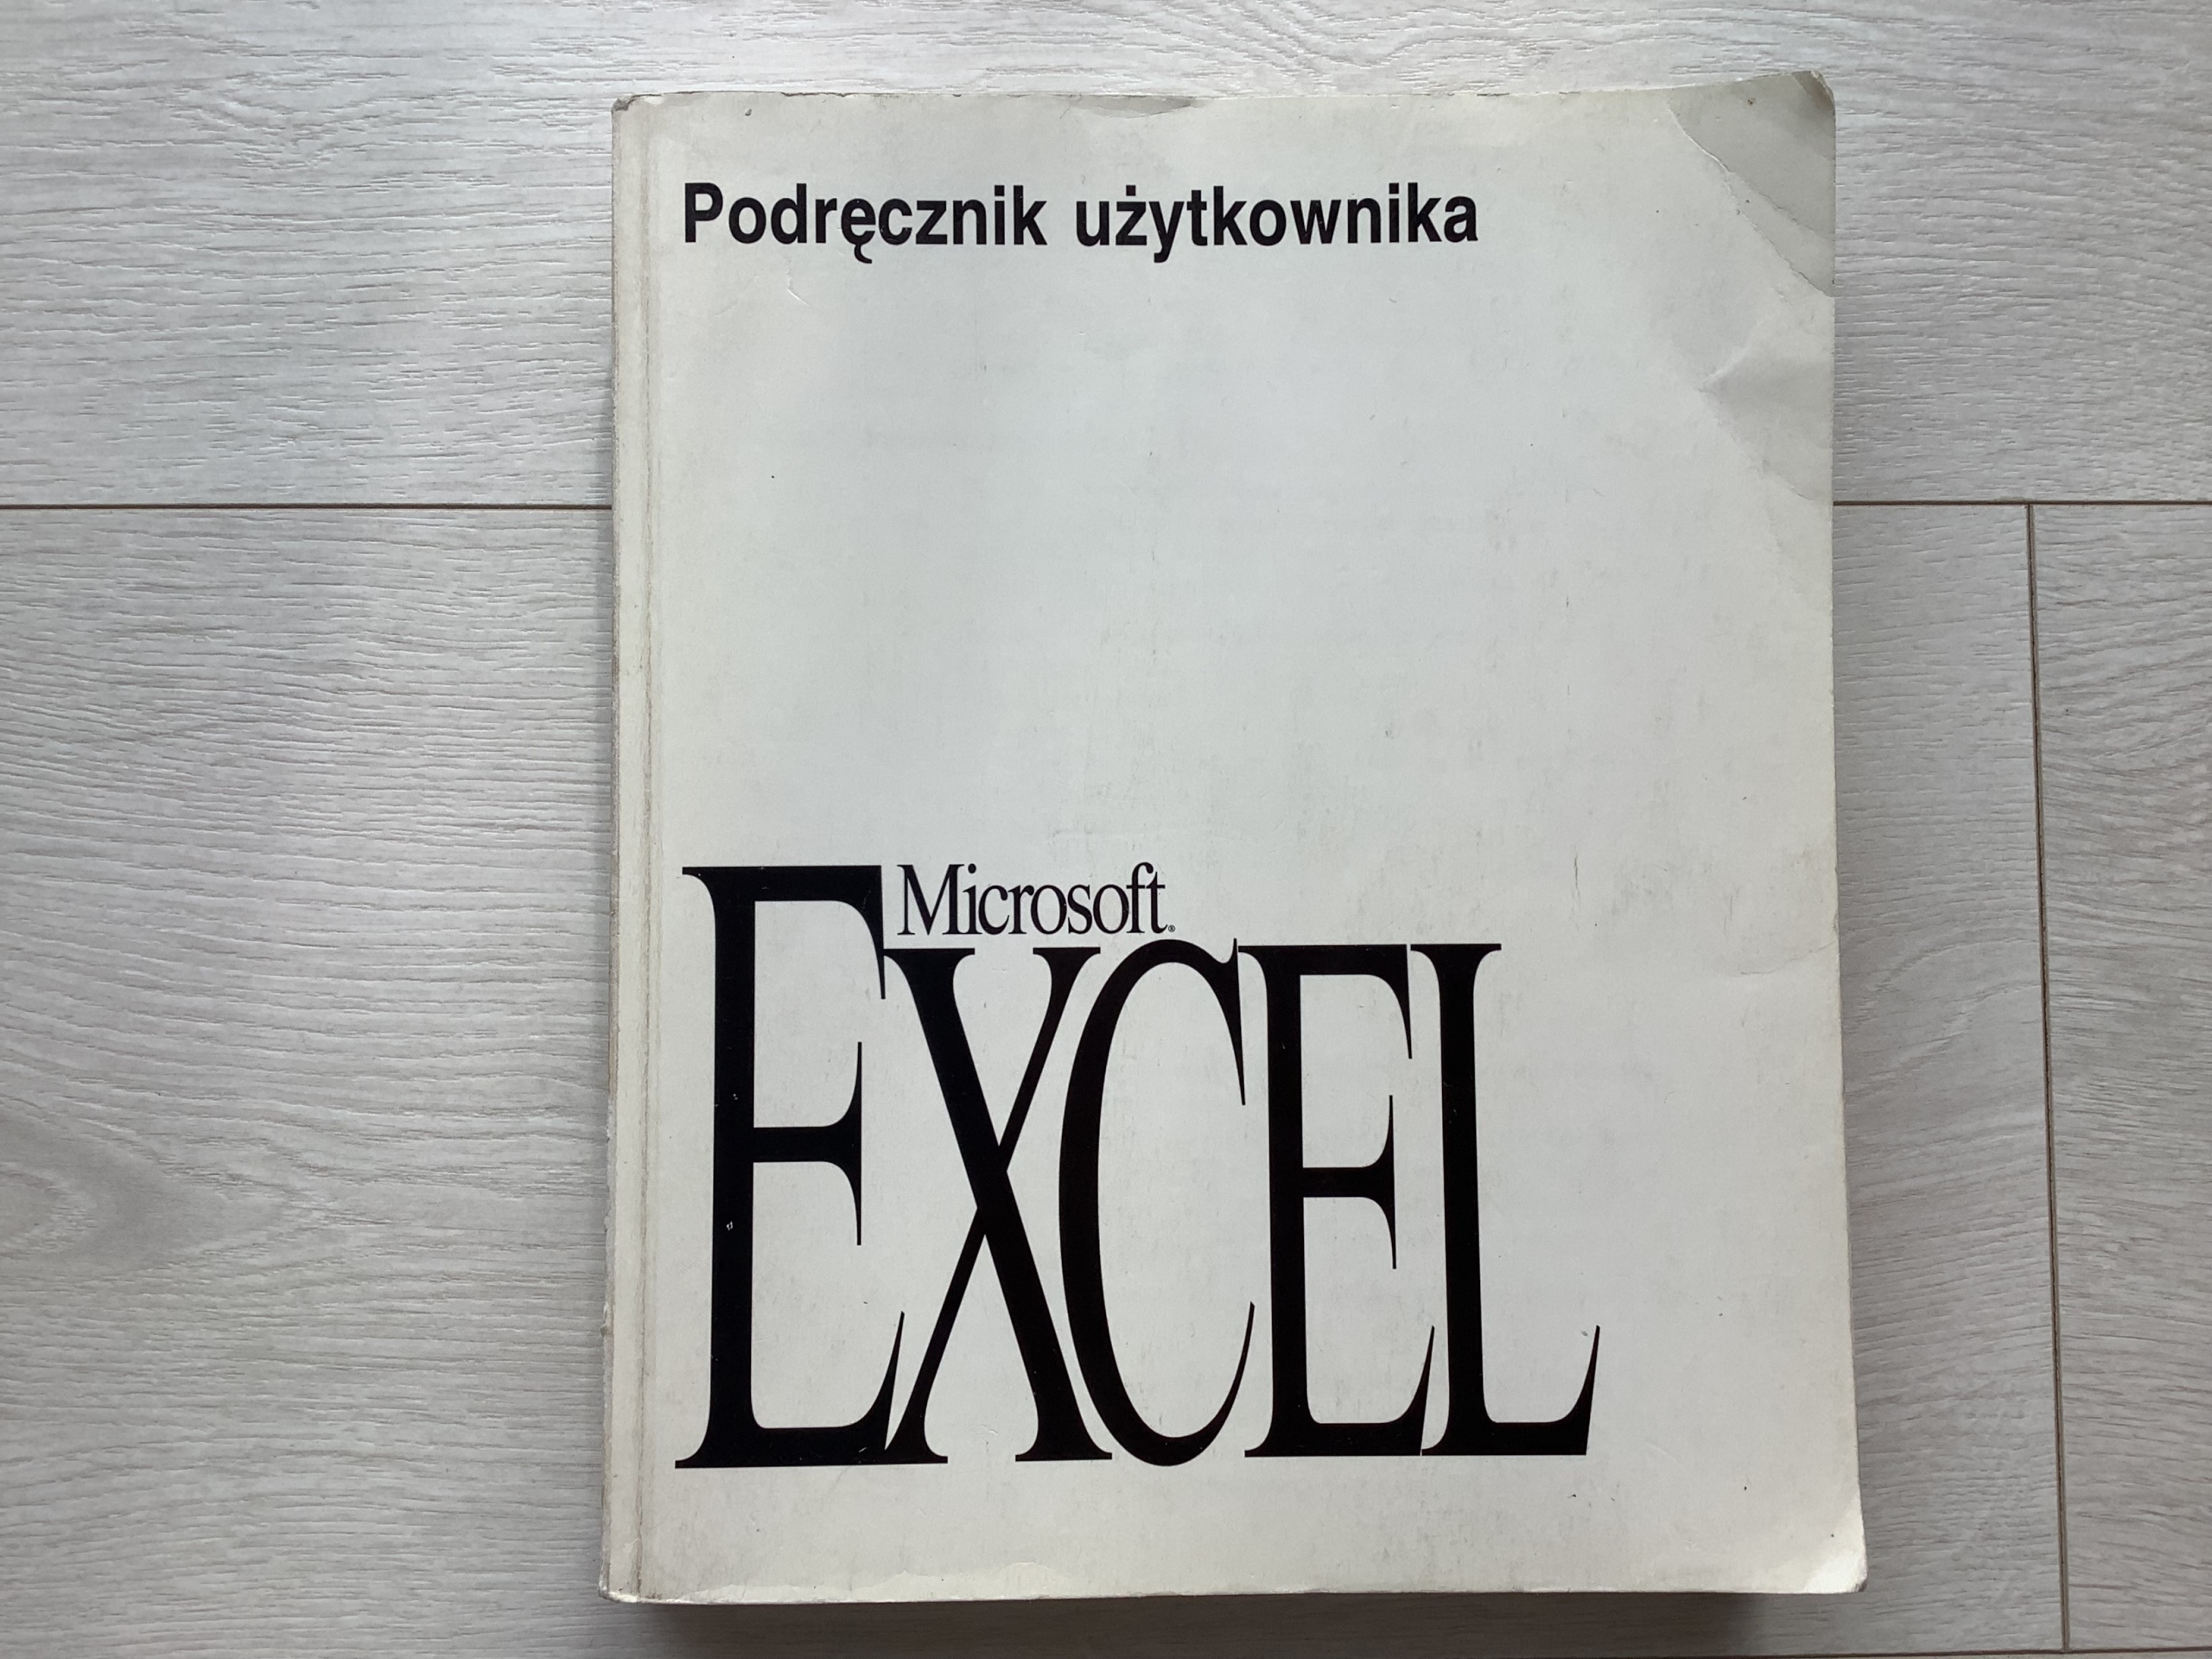 Podręcznik użytkownika
Microsoft®
EXCEL